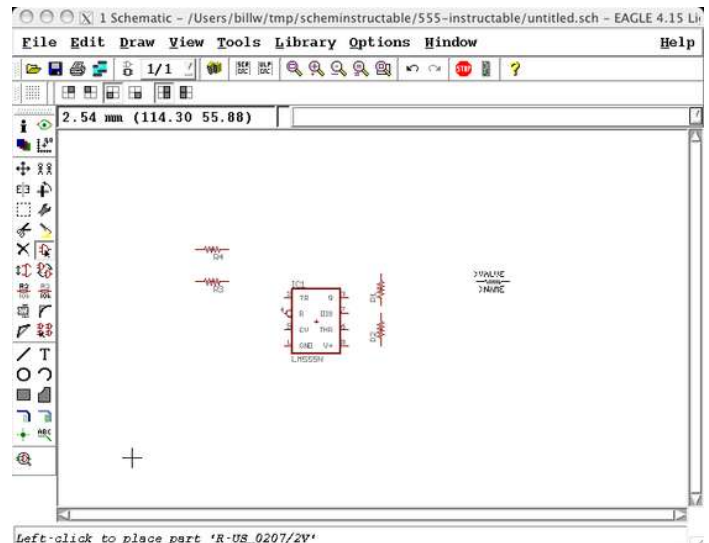 1 Schematic - /Users/billw/tmp/scheminstructable/555-instructable/untitled.sch - EAGLE 4.15 Li
File Edit Draw View Tools Library Options Window Help
1/1
2.54 mm (114.30 55.88)
R4
R3
IC1
TR Q
R DIS
CV THR
GND V+
LM555N
R1
R2
>VALUE
>NAME
Left-click to place part 'R-US_0207/2V'